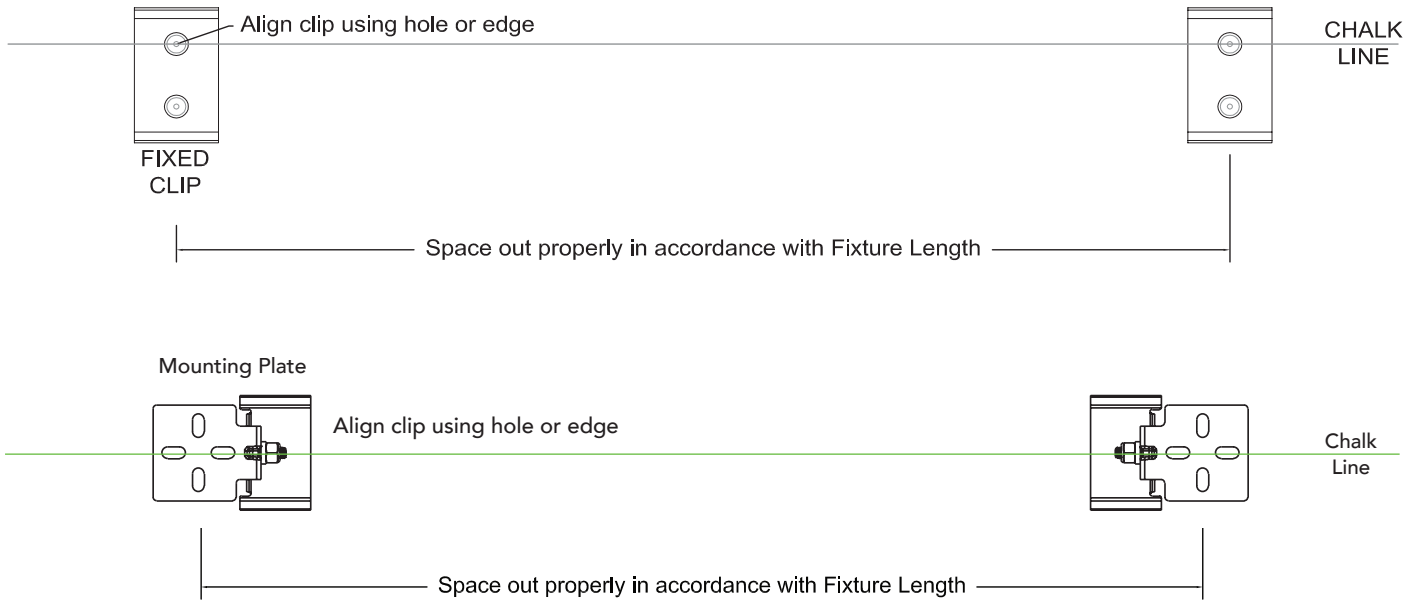 Align clip using hole or edge
CHALK
LINE
FIXED
CLIP
Space out properly in accordance with Fixture Length
Mounting Plate
Align clip using hole or edge
Chalk
Line
Space out properly in accordance with Fixture Length